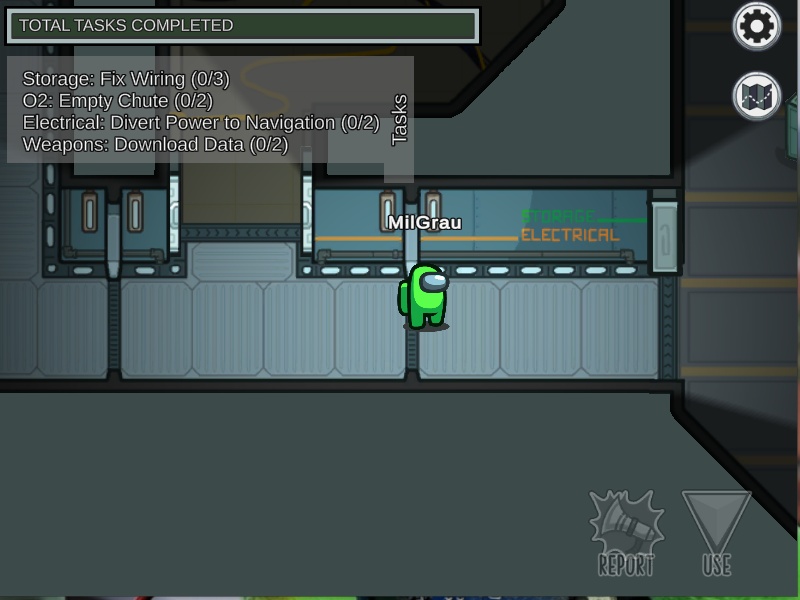 TOTAL TASKS COMPLETED
Storage: Fix Wiring (0/3)
O2: Empty Chute (0/2)
Electrical: Divert Power to Navigation (0/2)
Weapons: Download Data (0/2)
Tasks
MilGrau
STORAGE
ELECTRICAL
REPORT
USE